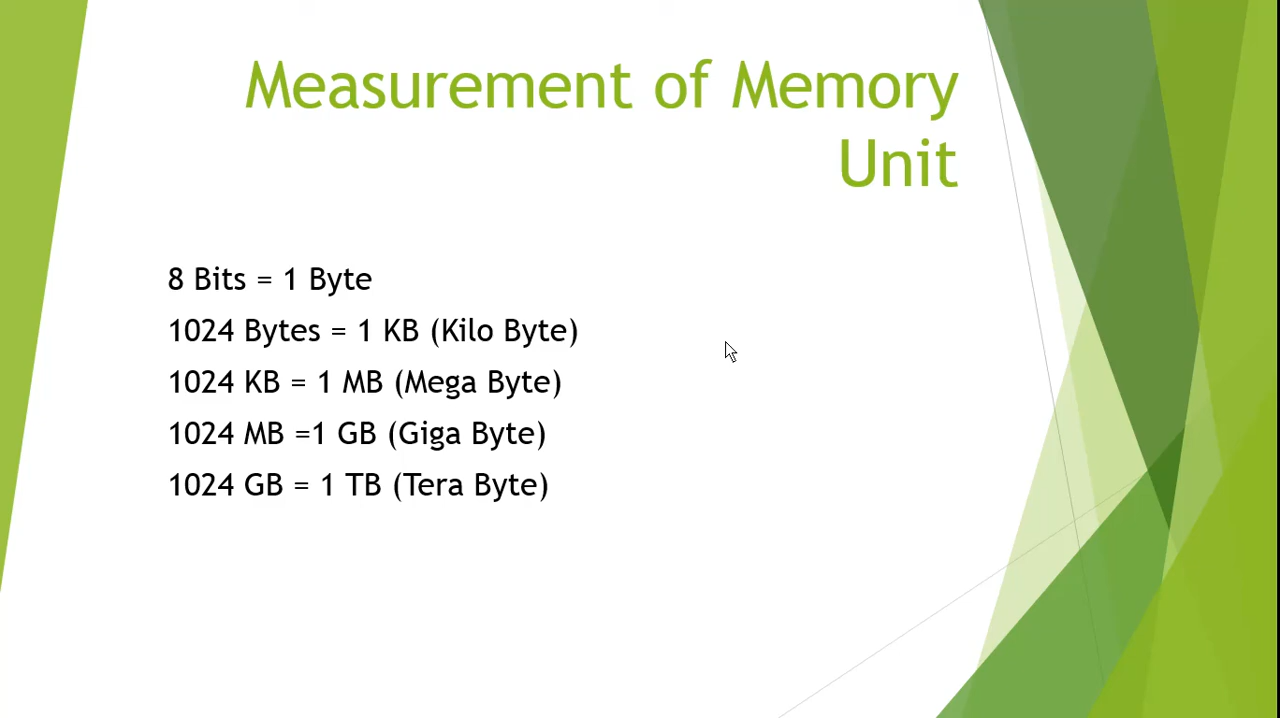 Measurement of Memory
Unit
8 Bits = 1 Byte
1024 Bytes = 1 KB (Kilo Byte)
1024 KB = 1 MB (Mega Byte)
1024 MB =1 GB (Giga Byte)
1024 GB = 1 TB (Tera Byte)